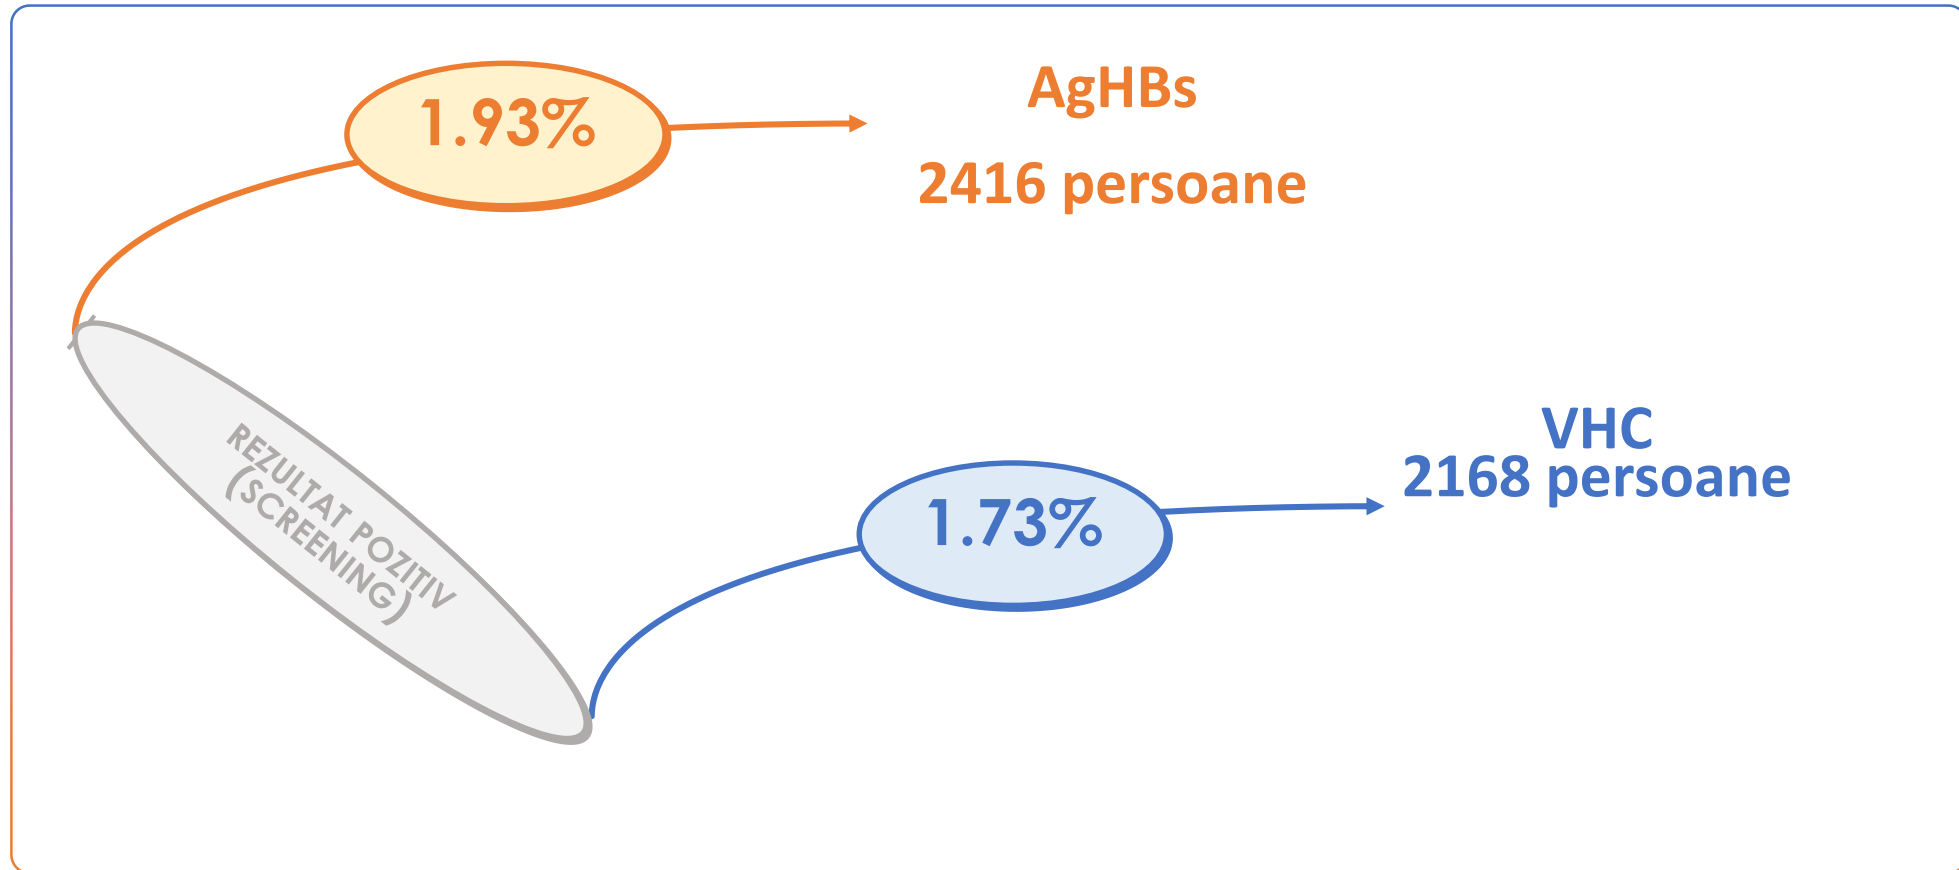 1.93%
AgHBs
2416 persoane
REZULTAT POZITIV
(SCREENING)
1.73%
VHC
2168 persoane